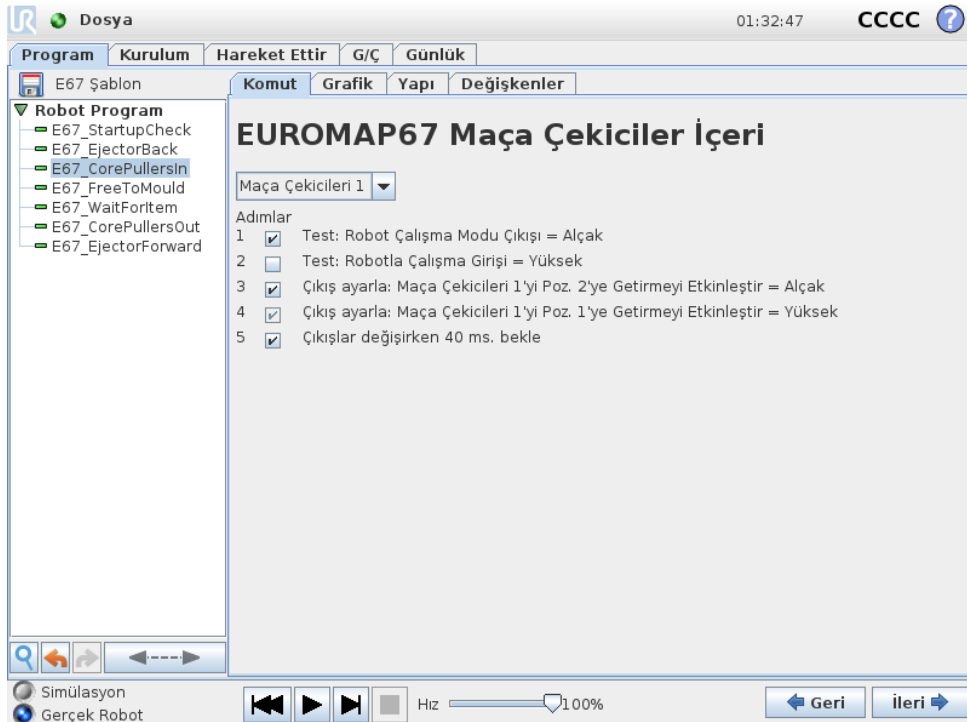 UR Dosya 01:32:47 CCCC ?
Program Kurulum Hareket Ettir G/Ç Günlük
E67 Şablon Komut Grafik Yapı Değişkenler
Robot Program
E67_StartupCheck
E67_EjectorBack
E67_CorePullersIn
E67_FreeToMould
E67_WaitForItem
E67_CorePullersOut
E67_EjectorForward
EUROMAP67 Maça Çekiciler İçeri
Maça Çekicileri 1
Adımlar
1 Test: Robot Çalışma Modu Çıkışı = Alçak
2 Test: Robotla Çalışma Girişi = Yüksek
3 Çıkış ayarla: Maça Çekicileri 1'yi Poz. 2'ye Getirmeyi Etkinleştir = Alçak
4 Çıkış ayarla: Maça Çekicileri 1'yi Poz. 1'ye Getirmeyi Etkinleştir = Yüksek
5 Çıkışlar değişirken 40 ms. bekle
Simülasyon
Gerçek Robot
Hız 100%
Geri İleri